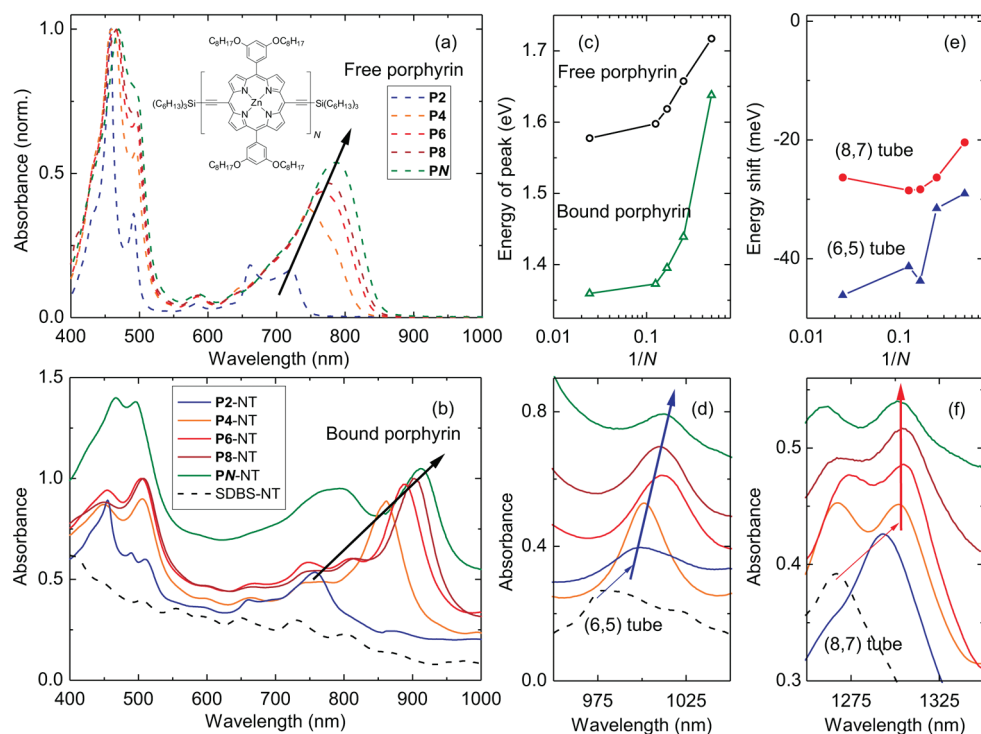 (a)
Free porphyrin
P2
P4
P6
P8
PN
C8H17O
OC8H17
(C6H13)3Si
N
N
Zn
N
N
Si(C6H13)3
N
C8H17O
OC8H17
Absorbance (norm.)
1.0
0.5
0.0
400 500 600 700 800 900 1000
Wavelength (nm)
(c)
Free porphyrin
Bound porphyrin
Energy of peak (eV)
1.7
1.6
1.5
1.4
1.3
0.01 0.1 1
1/N
(e)
(8,7) tube
(6,5) tube
Energy shift (meV)
0
-20
-40
0.01 0.1 1
1/N
(b)
Bound porphyrin
P2-NT
P4-NT
P6-NT
P8-NT
PN-NT
SDBS-NT
Absorbance
1.5
1.0
0.5
0.0
400 500 600 700 800 900 1000
Wavelength (nm)
(d)
(6,5) tube
Absorbance
0.8
0.4
0.0
975 1025
Wavelength (nm)
(f)
(8,7) tube
Absorbance
0.5
0.4
0.3
1275 1325
Wavelength (nm)